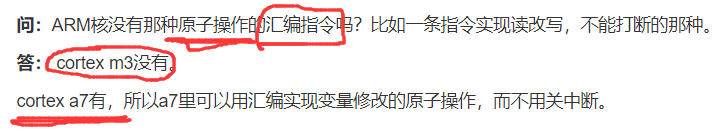 问：ARM核没有那种原子操作的汇编指令吗？比如一条指令实现读改写，不能打断的那种。
答：cortex m3没有。
cortex a7有，所以a7里可以用汇编实现变量修改的原子操作，而不用关中断。